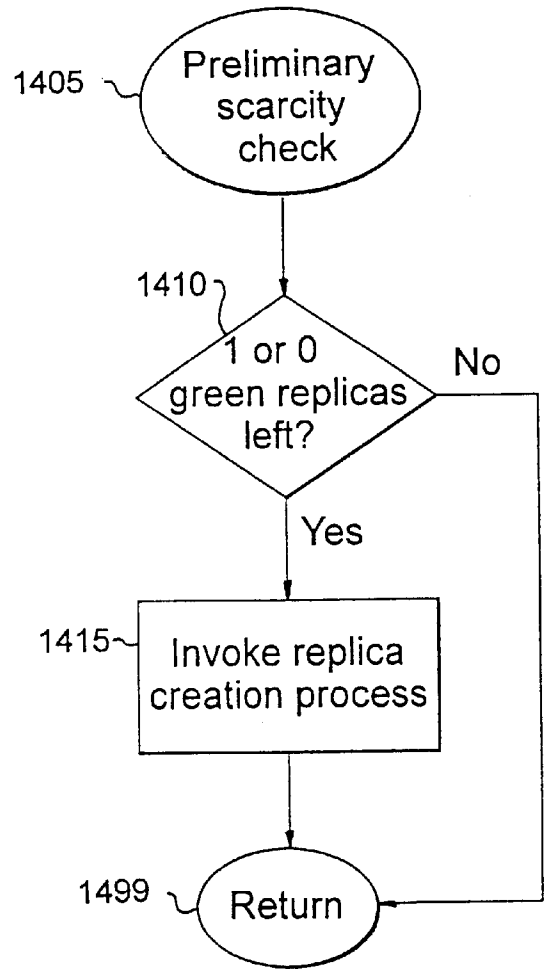 1405
Preliminary
scarcity
check
1410
1 or 0
green replicas
left?
No
Yes
1415
Invoke replica
creation process
1499
Return